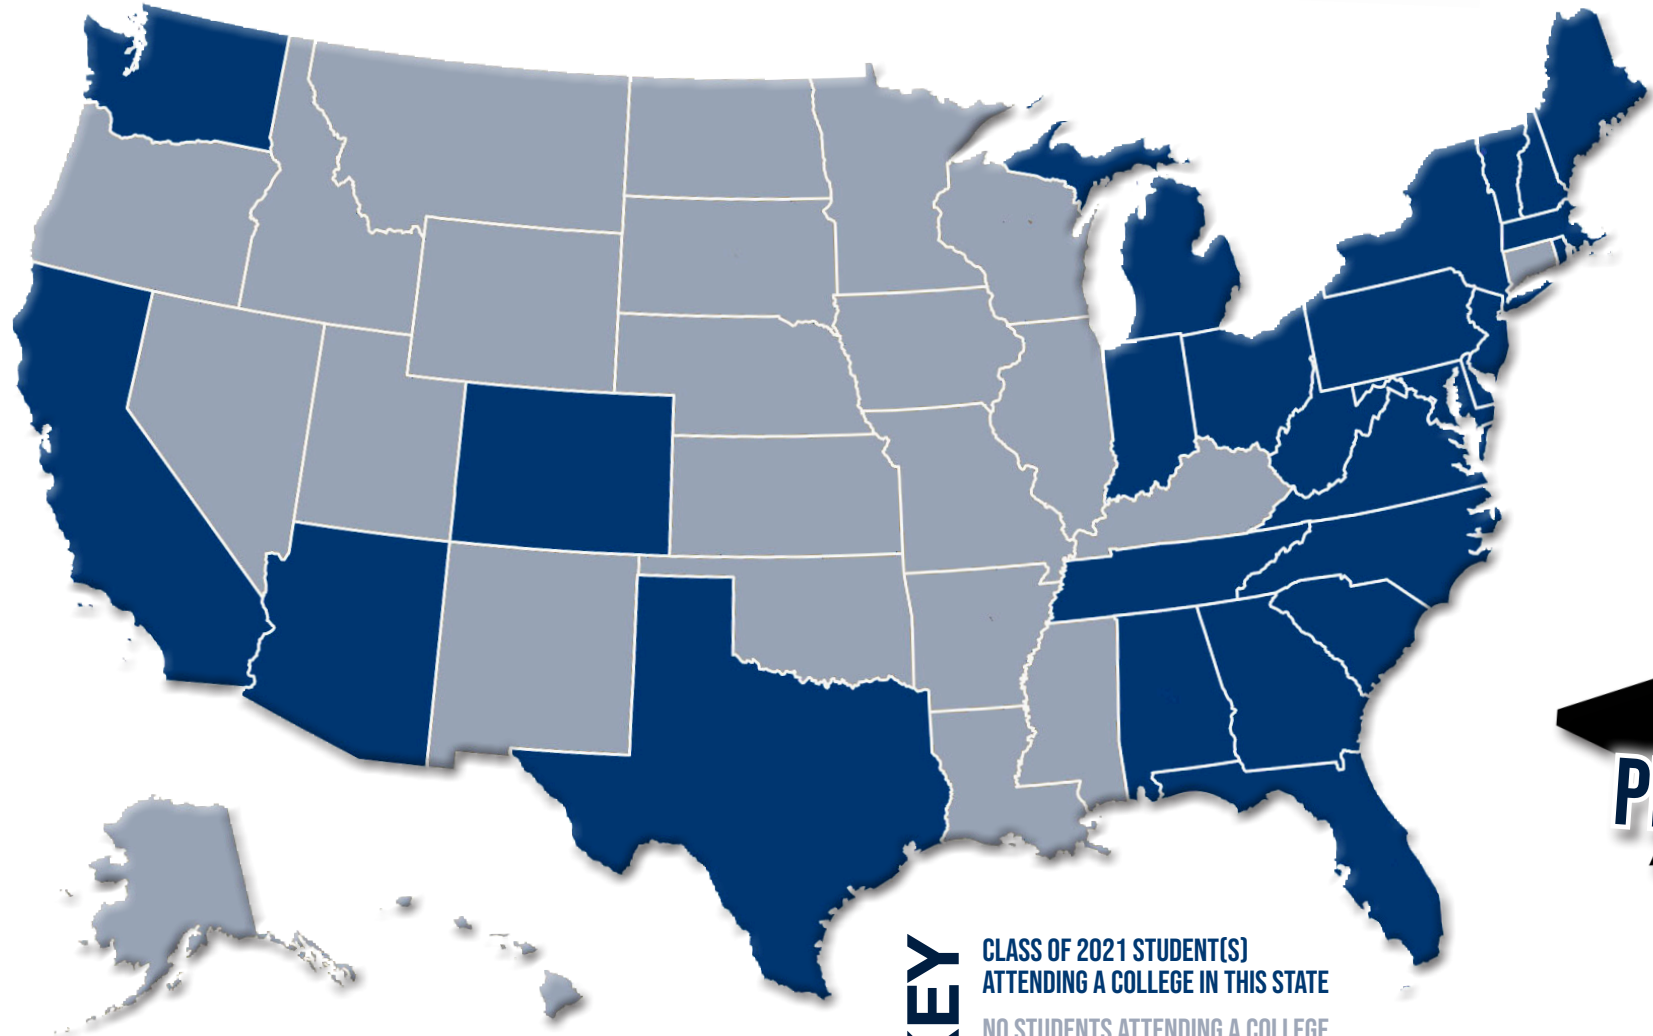 KEY
CLASS OF 2021 STUDENT(S)
ATTENDING A COLLEGE IN THIS STATE
NO STUDENTS ATTENDING A COLLEGE